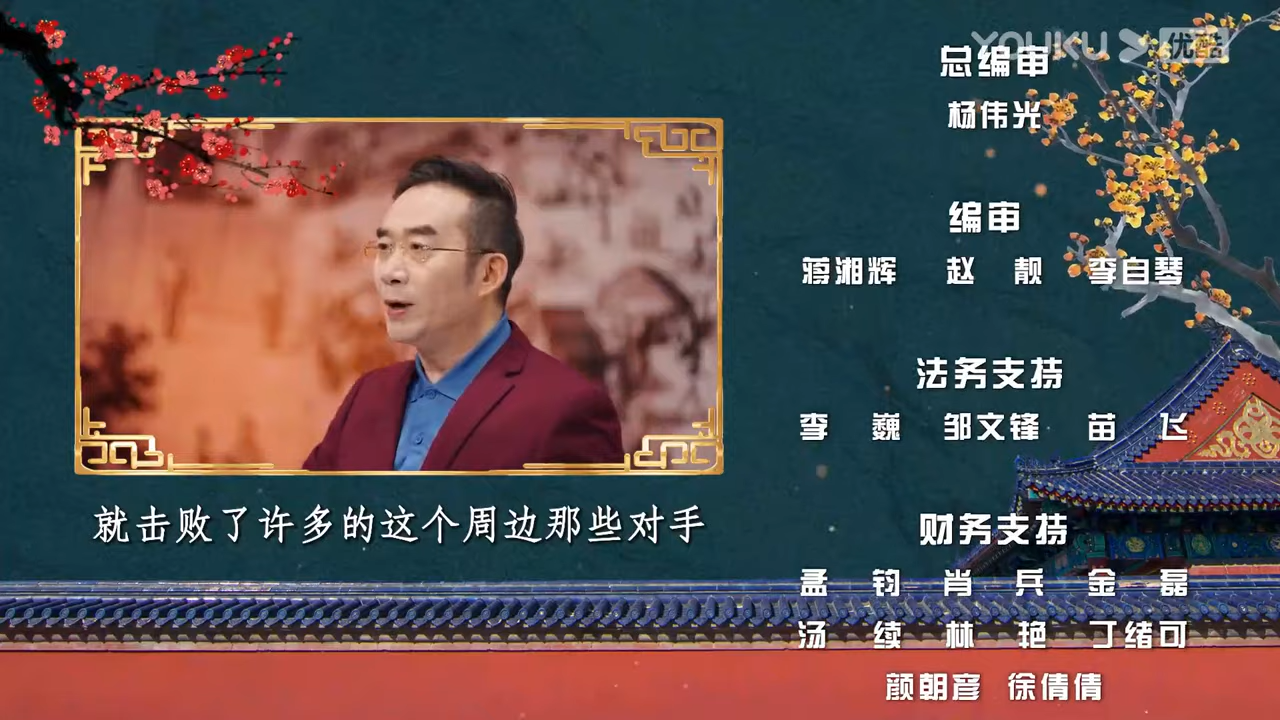 YOUKU 优酷
总编审
杨伟光
编审
蒋湘辉 赵靓 李自琴
法务支持
李巍 邹文锋 苗飞
就击败了许多的这个周边那些对手
财务支持
孟钧 肖兵 金磊
汤续 林艳 丁绪可
颜朝彦 徐倩倩